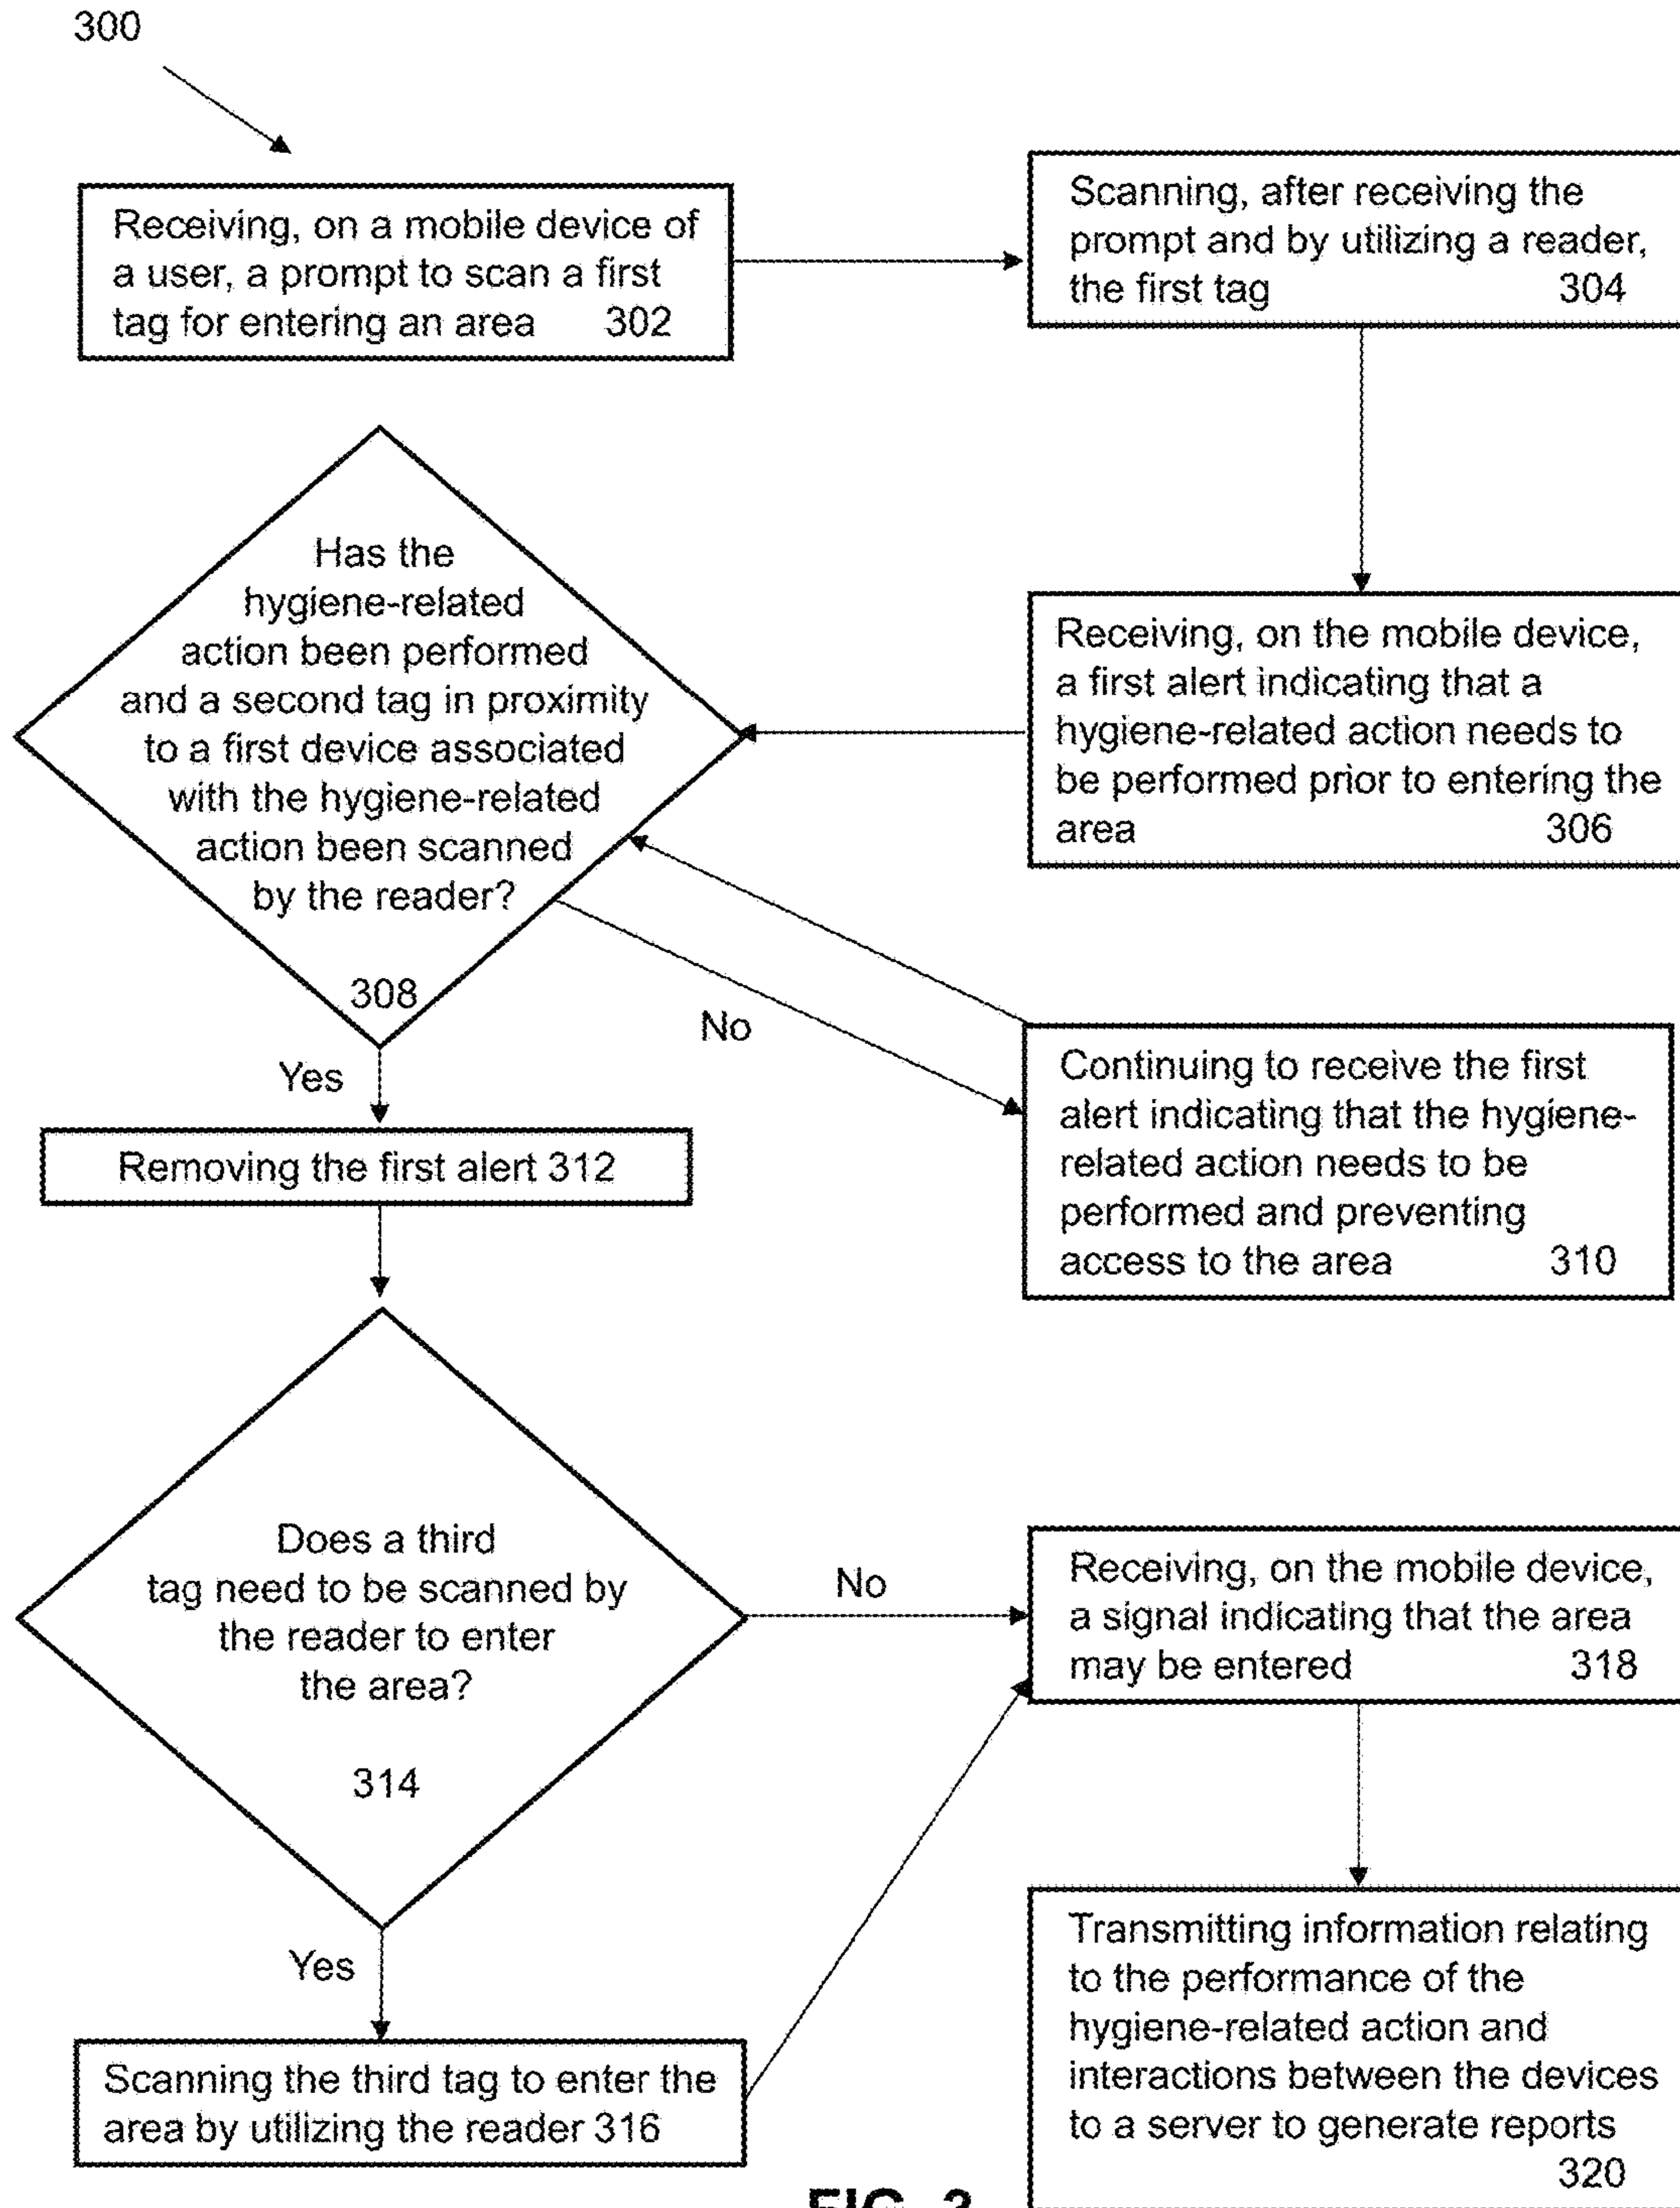 300
Receiving, on a mobile device of
a user, a prompt to scan a first
tag for entering an area 302
Scanning, after receiving the
prompt and by utilizing a reader,
the first tag 304
Receiving, on the mobile device,
a first alert indicating that a
hygiene-related action needs to
be performed prior to entering the
area 306
Has the
hygiene-related
action been performed
and a second tag in proximity
to a first device associated
with the hygiene-related
action been scanned
by the reader?
308
No
Continuing to receive the first
alert indicating that the hygiene-
related action needs to be
performed and preventing
access to the area 310
Yes
Removing the first alert 312
Does a third
tag need to be scanned by
the reader to enter
the area?
314
No
Yes
Scanning the third tag to enter the
area by utilizing the reader 316
Receiving, on the mobile device,
a signal indicating that the area
may be entered 318
Transmitting information relating
to the performance of the
hygiene-related action and
interactions between the devices
to a server to generate reports
320